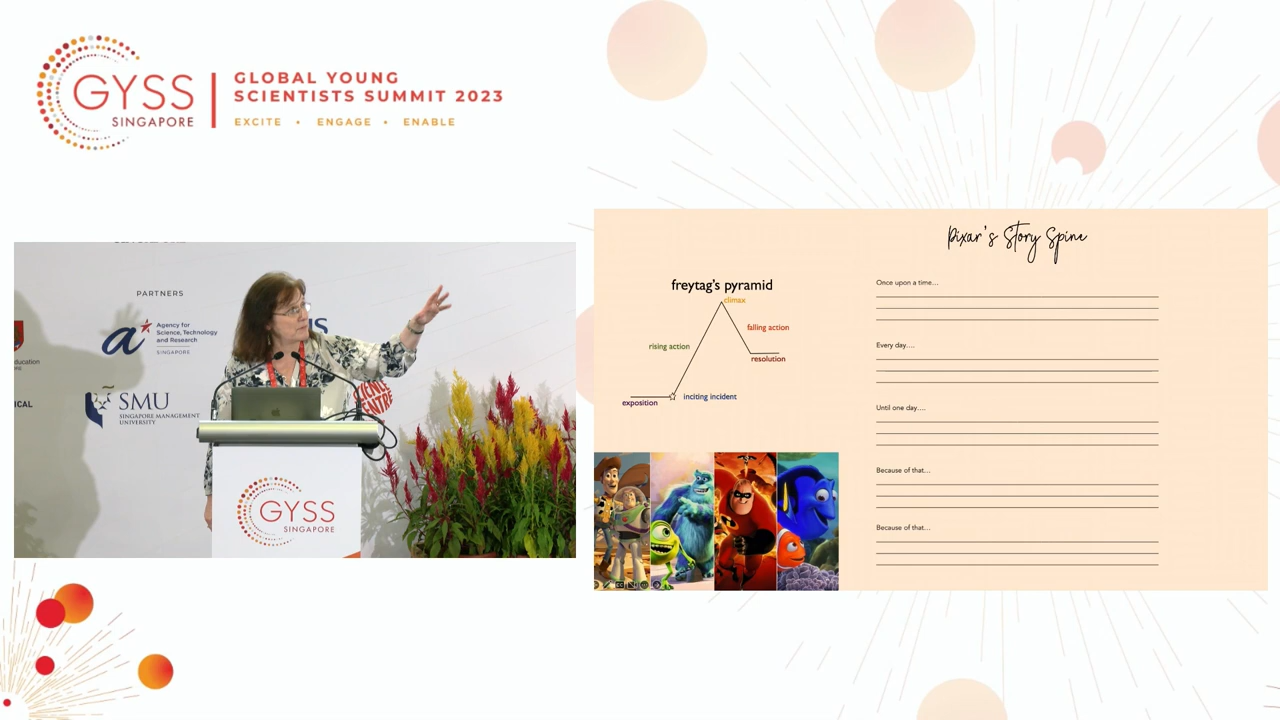 GYSS
SINGAPORE
GLOBAL YOUNG
SCIENTISTS SUMMIT 2023
EXCITE • ENGAGE • ENABLE
PARTNERS
Agency for
Science, Technology
and Research
SINGAPORE
SMU
SINGAPORE MANAGEMENT
UNIVERSITY
SCIENCE
CENTRE
GYSS
SINGAPORE
Pixar's Story Spine
freytag's pyramid
climax
falling action
rising action
resolution
exposition
inciting incident
Once upon a time...
Every day....
Until one day....
Because of that...
Because of that...